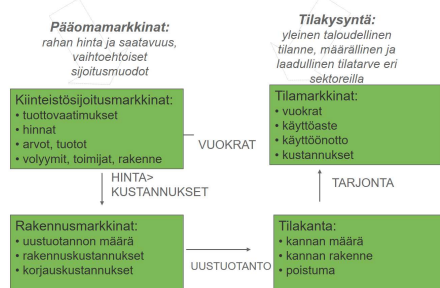 Pääomamarkkinat:
rahan hinta ja saatavuus,
vaihtoehtoiset
sijoitusmuodot
Tilakysyntä:
yleinen taloudellinen
tilanne, määrällinen ja
laadullinen tilatarve eri
sektoreilla
Kiinteistösijoitusmarkkinat:
• tuottovaatimukset
• hinnat
• arvot, tuotot
• volyymit, toimijat, rakenne
VUOKRAT
Tilamarkkinat:
• vuokrat
• käyttöaste
• käyttöönotto
• kustannukset
HINTA>
KUSTANNUKSET
TARJONTA
Rakennusmarkkinat:
• uustuotannon määrä
• rakennuskustannukset
• korjauskustannukset
UUSTUOTANTO
Tilakanta:
• kannan määrä
• kannan rakenne
• poistuma